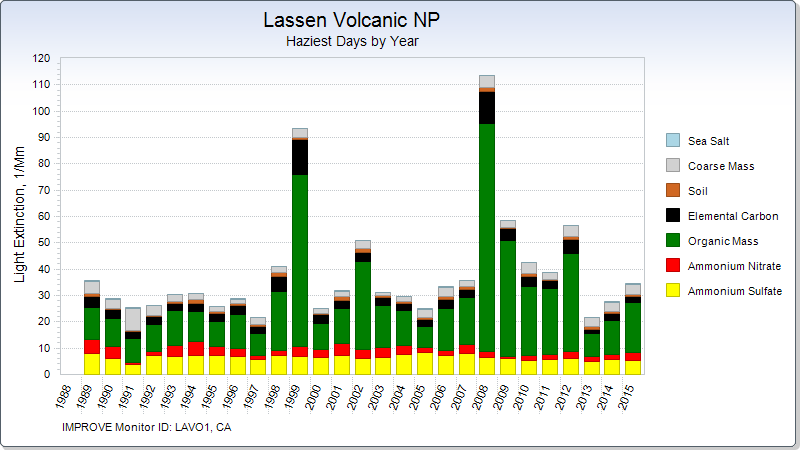 Lassen Volcanic NP
Haziest Days by Year
Light Extinction, 1/Mm
120
110
100
90
80
70
60
50
40
30
20
10
0
1988 1989 1990 1991 1992 1993 1994 1995 1996 1997 1998 1999 2000 2001 2002 2003 2004 2005 2006 2007 2008 2009 2010 2011 2012 2013 2014 2015
Sea Salt
Coarse Mass
Soil
Elemental Carbon
Organic Mass
Ammonium Nitrate
Ammonium Sulfate
IMPROVE Monitor ID: LAVO1, CA